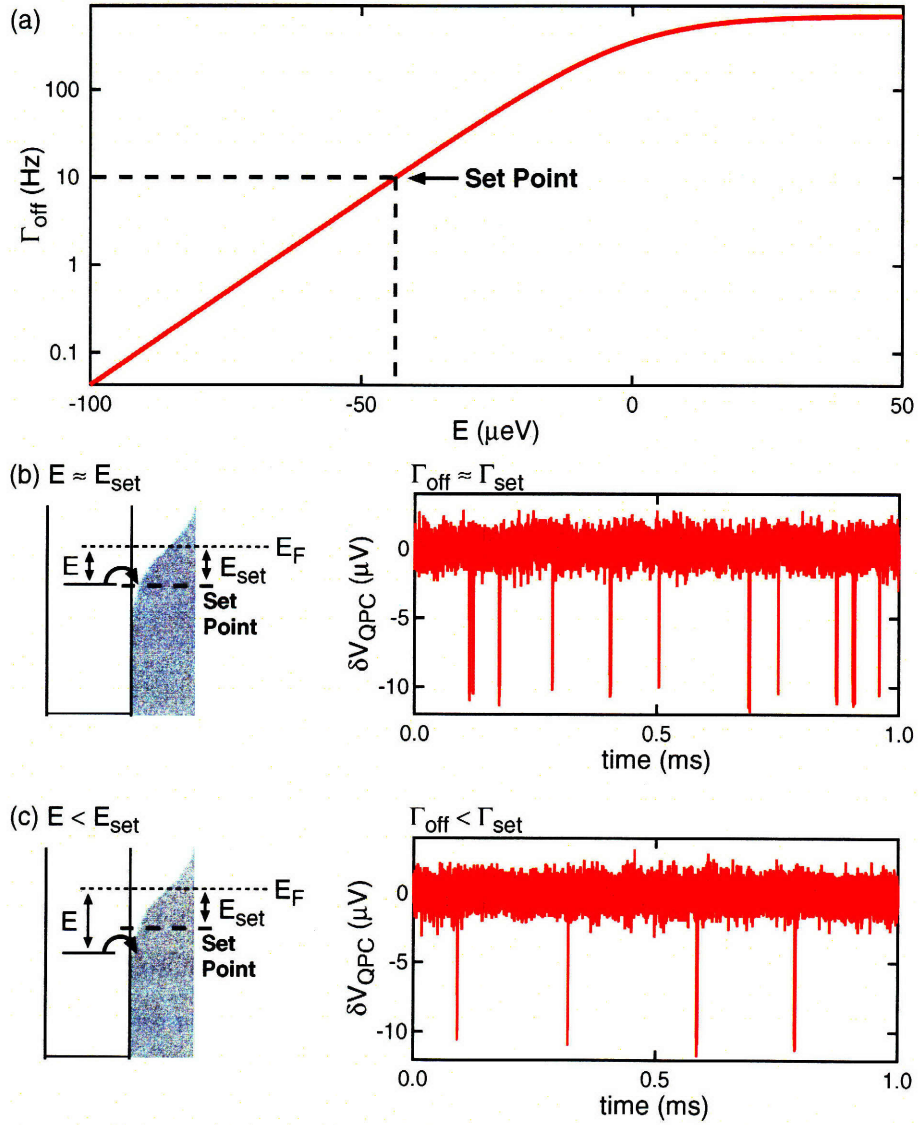 (a)
Γoff (Hz)
100
10
1
0.1
Set Point
-100
-50
0
50
E (μeV)
(b) E ≈ Eset
E
EF
Eset
Set
Point
Γoff ≈ Γset
δVQPC (μV)
0
-5
-10
0.0
0.5
1.0
time (ms)
(c) E < Eset
E
EF
Eset
Set
Point
Γoff < Γset
δVQPC (μV)
0
-5
-10
0.0
0.5
1.0
time (ms)